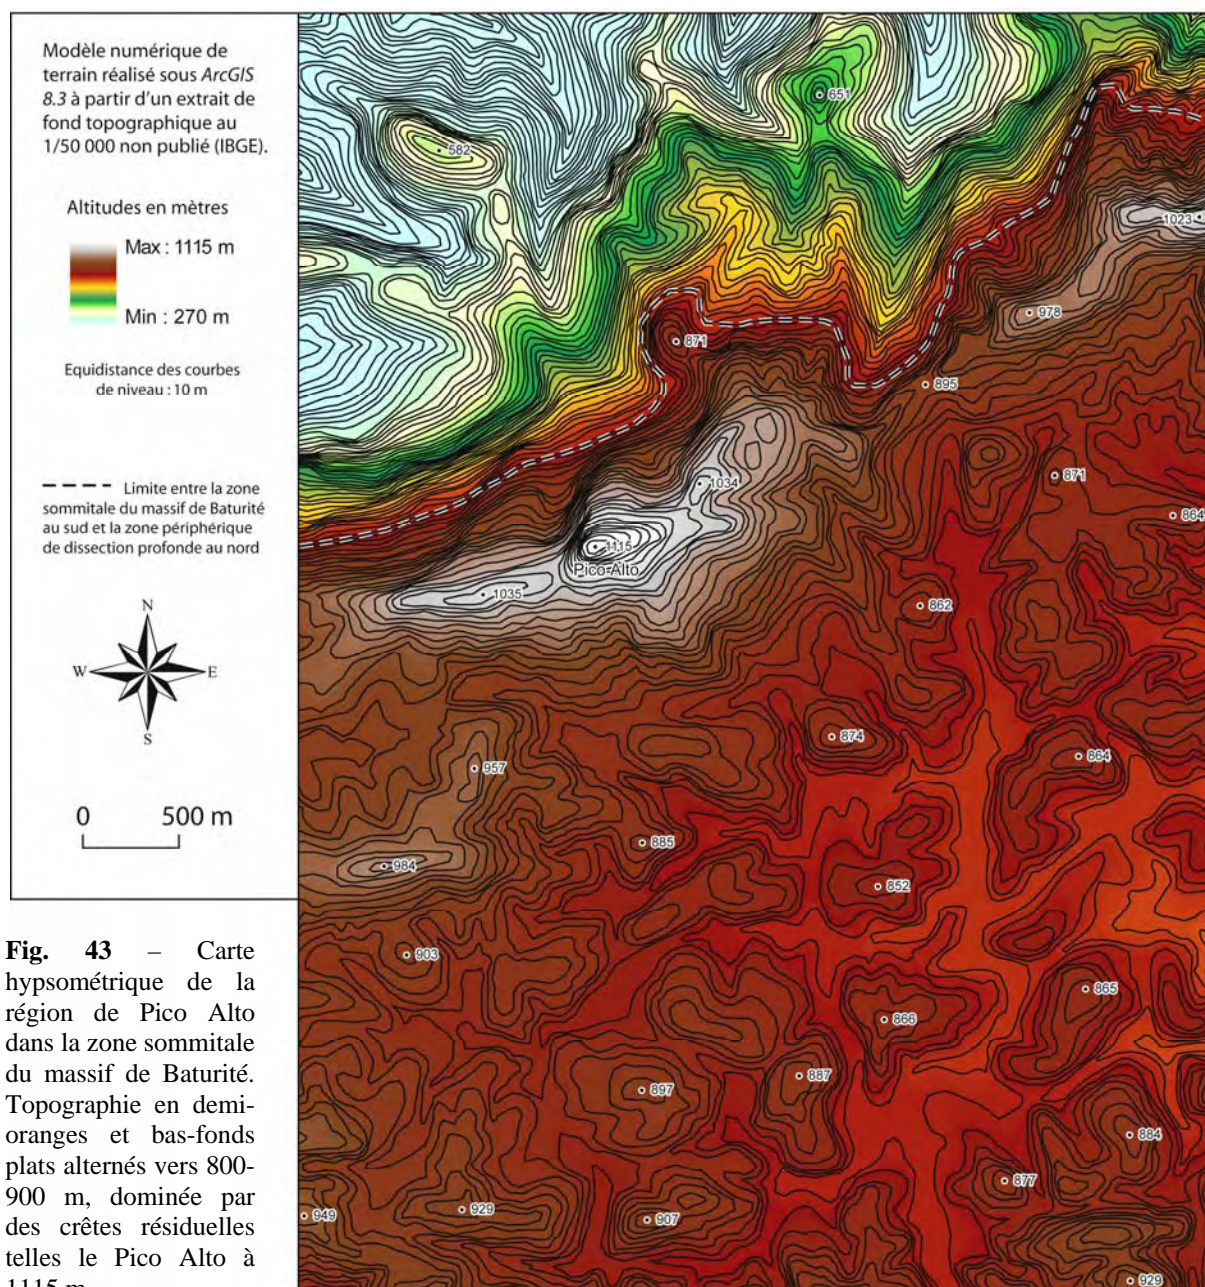 Modèle numérique de
terrain réalisé sous ArcGIS
8.3 à partir d'un extrait de
fond topographique au
1/50 000 non publié (IBGE).
Altitudes en mètres
Max : 1115 m
Min : 270 m
Equidistance des courbes
de niveau : 10 m
Limite entre la zone
sommitale du massif de Baturité
au sud et la zone périphérique
de dissection profonde au nord
N
W E
S
0 500 m
651
582
1023
978
871
895
1034
871
864
1115
Pico Alto
1035
862
874
864
957
885
984
852
903
865
866
887
897
884
877
929
949
907
929
Fig. 43 – Carte
hypsométrique de la
région de Pico Alto
dans la zone sommitale
du massif de Baturité.
Topographie en demi-
oranges et bas-fonds
plats alternés vers 800-
900 m, dominée par
des crêtes résiduelles
telles le Pico Alto à
1115 m